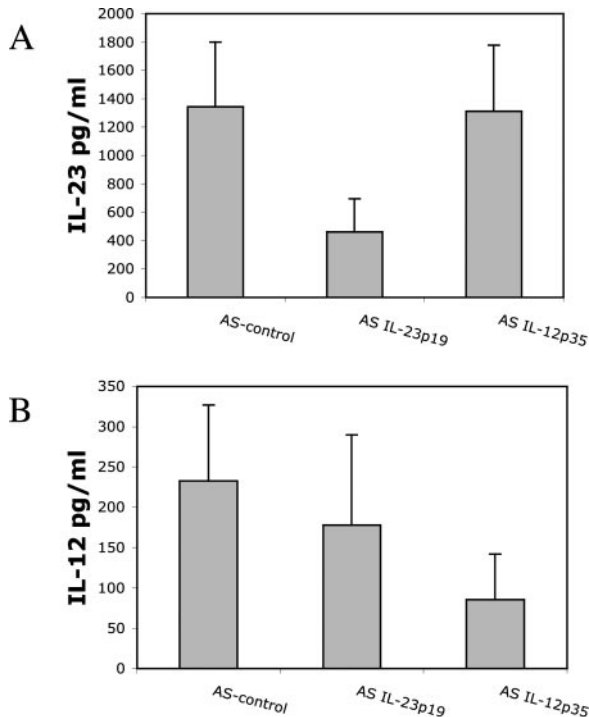 A
IL-23 pg/ml
2000
1800
1600
1400
1200
1000
800
600
400
200
0
AS-control
AS IL-23p19
AS IL-12p35
B
IL-12 pg/ml
350
300
250
200
150
100
50
0
AS-control
AS IL-23p19
AS IL-12p35